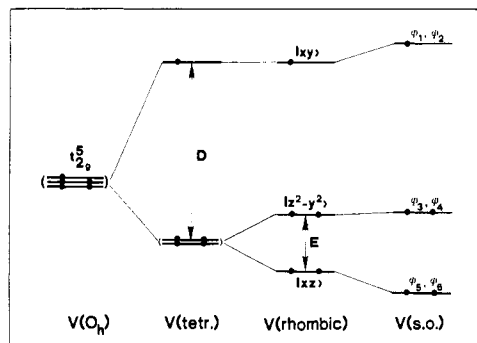 φ₁, φ₂
|xy⟩
t⁵₂g
D
|z²-y²⟩
φ₃, φ₄
E
|xz⟩
φ₅, φ₆
V(Oₕ) V(tetr.) V(rhombic) V(s.o.)